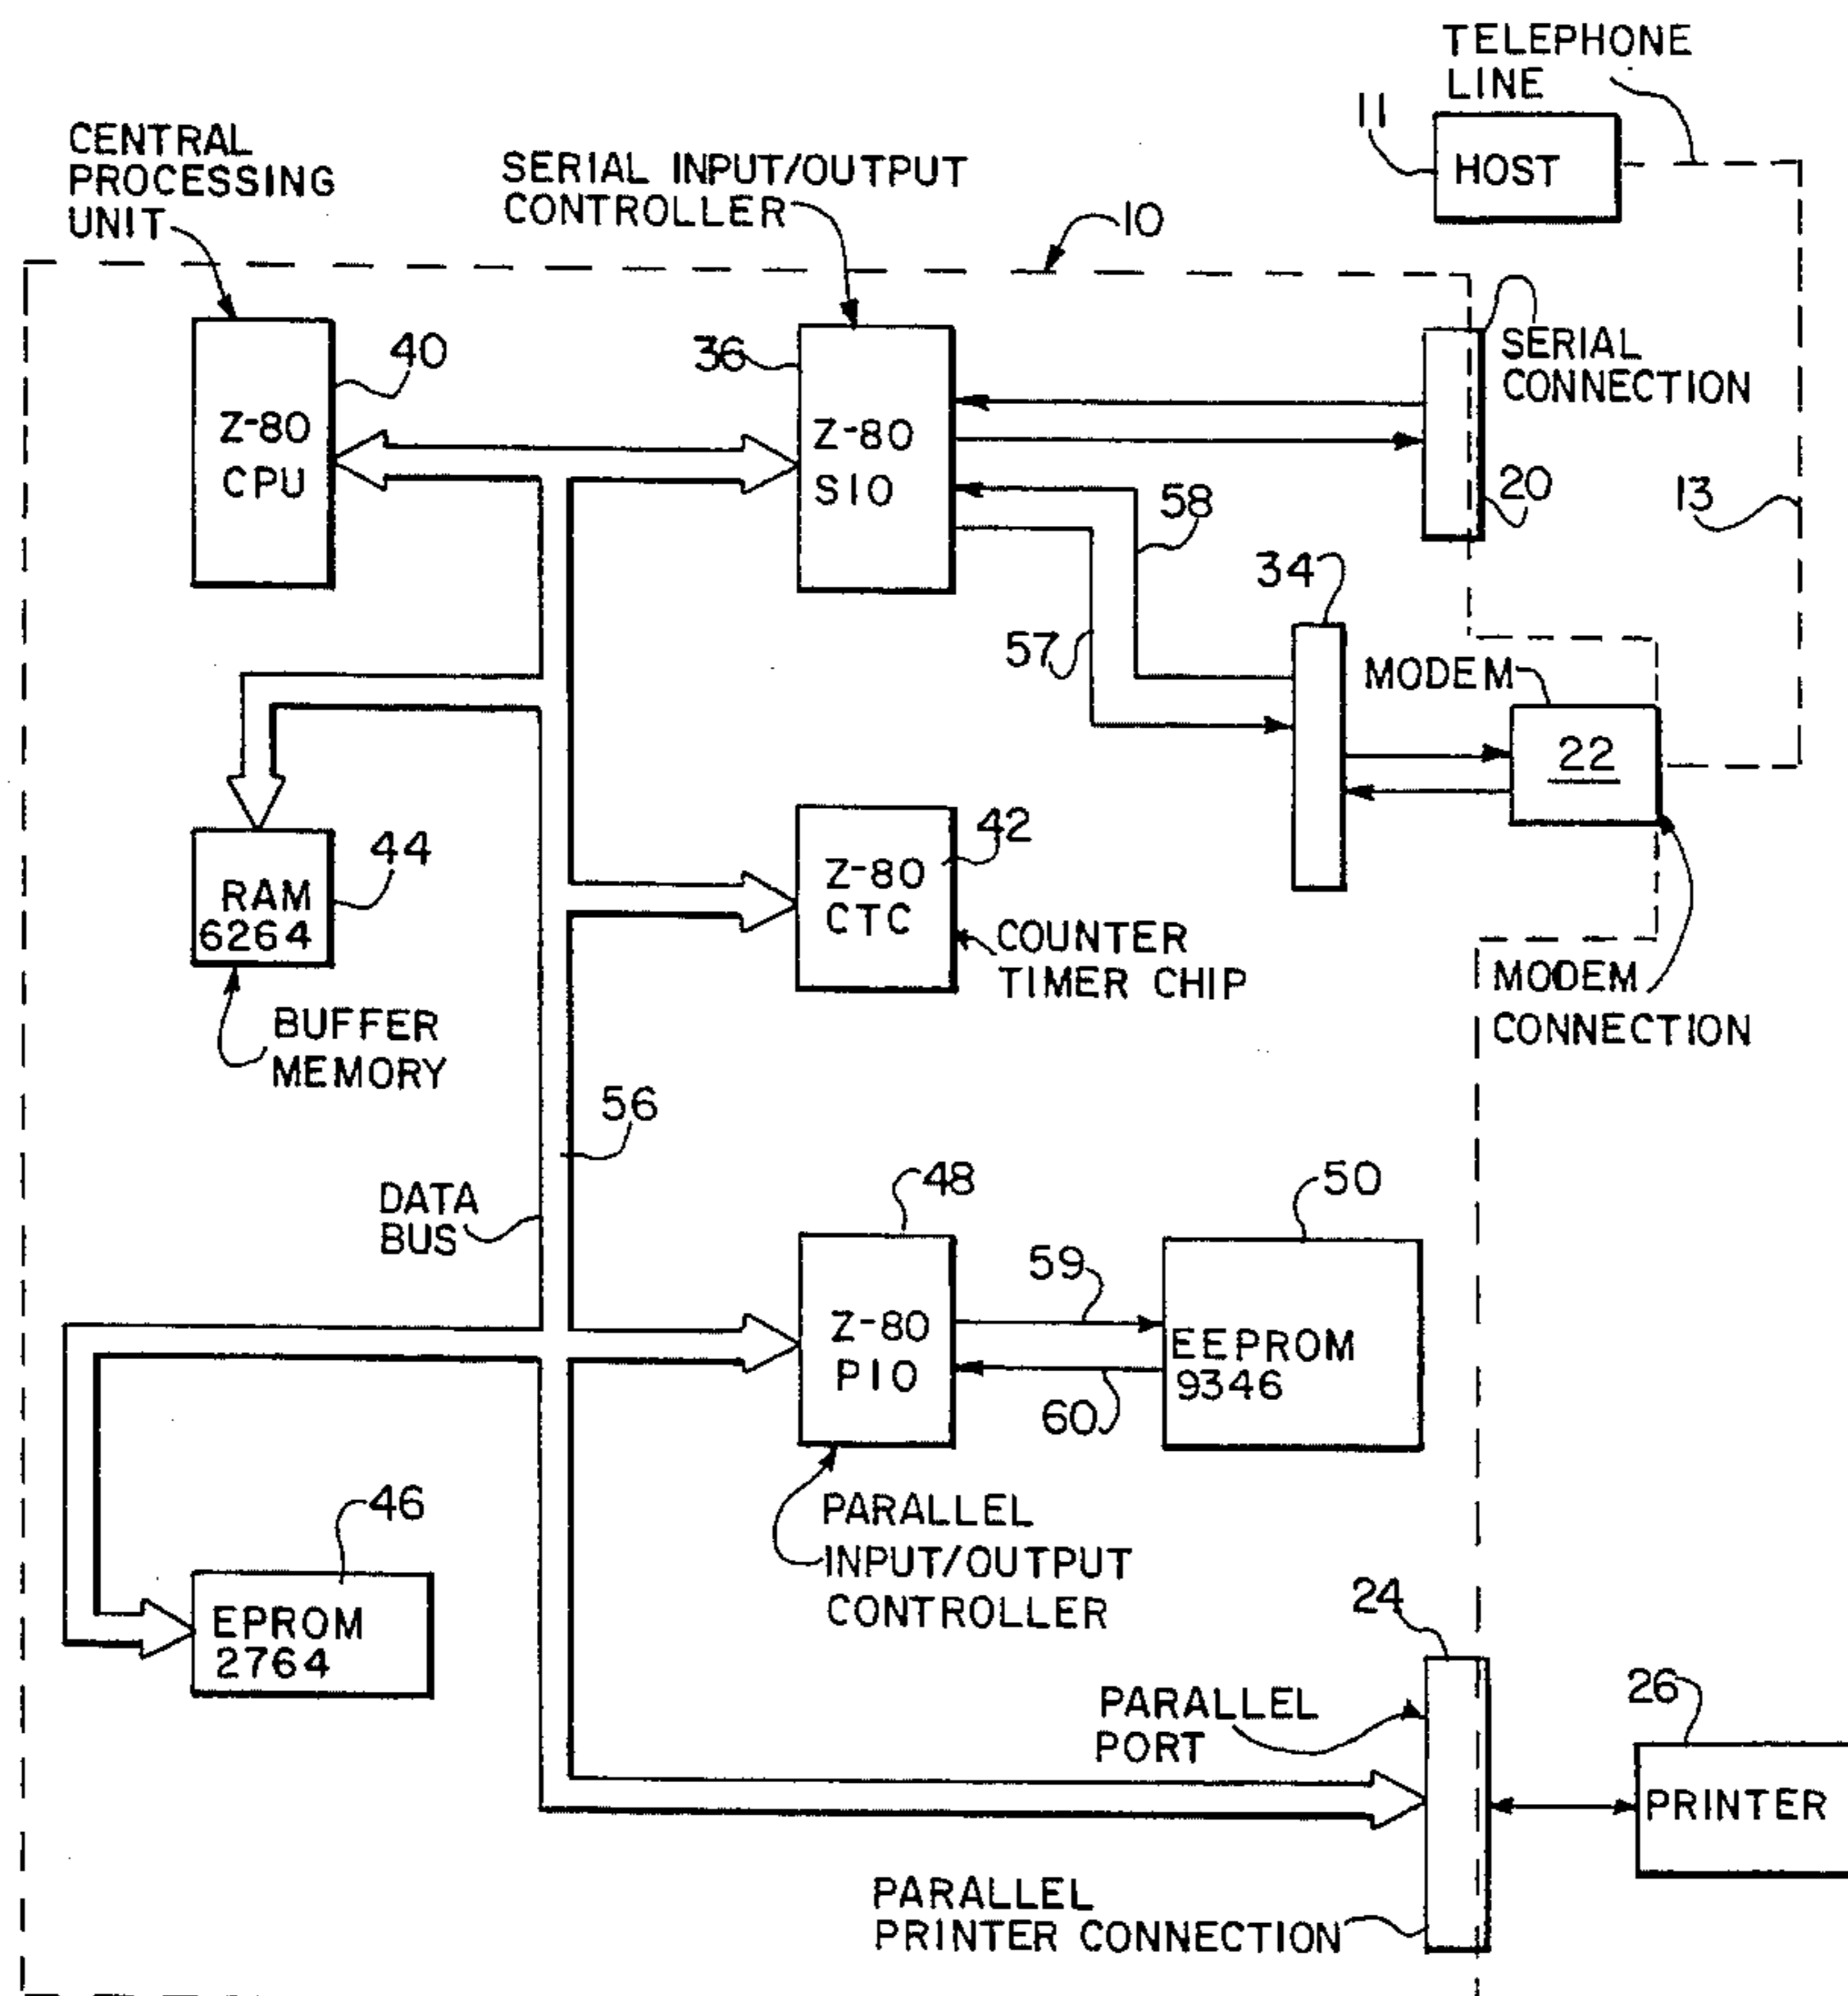 TELEPHONE
LINE
11
HOST
CENTRAL
PROCESSING
UNIT
SERIAL INPUT/OUTPUT
CONTROLLER
10
40
Z-80
CPU
36
Z-80
SIO
SERIAL
CONNECTION
20
13
58
34
57
MODEM
22
44
RAM
6264
BUFFER
MEMORY
42
Z-80
CTC
COUNTER
TIMER CHIP
MODEM
CONNECTION
56
DATA
BUS
48
Z-80
PIO
59
60
50
EEPROM
9346
PARALLEL
INPUT/OUTPUT
CONTROLLER
46
EPROM
2764
24
PARALLEL
PORT
26
PRINTER
PARALLEL
PRINTER CONNECTION